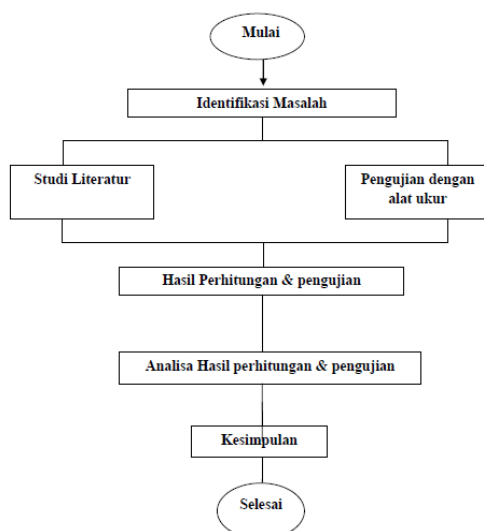 Mulai
Identifikasi Masalah
Studi Literatur
Pengujian dengan
alat ukur
Hasil Perhitungan & pengujian
Analisa Hasil perhitungan & pengujian
Kesimpulan
Selesai